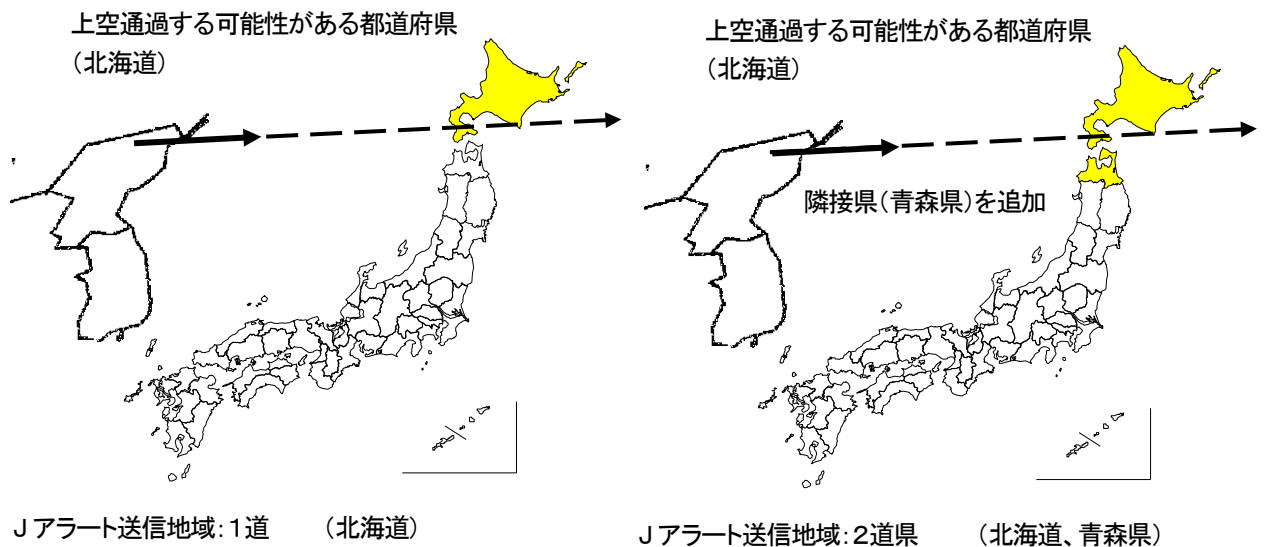 上空通過する可能性がある都道府県
（北海道）
Ｊアラート送信地域：１道　　（北海道）
上空通過する可能性がある都道府県
（北海道）
隣接県（青森県）を追加
Ｊアラート送信地域：２道県　　（北海道、青森県）